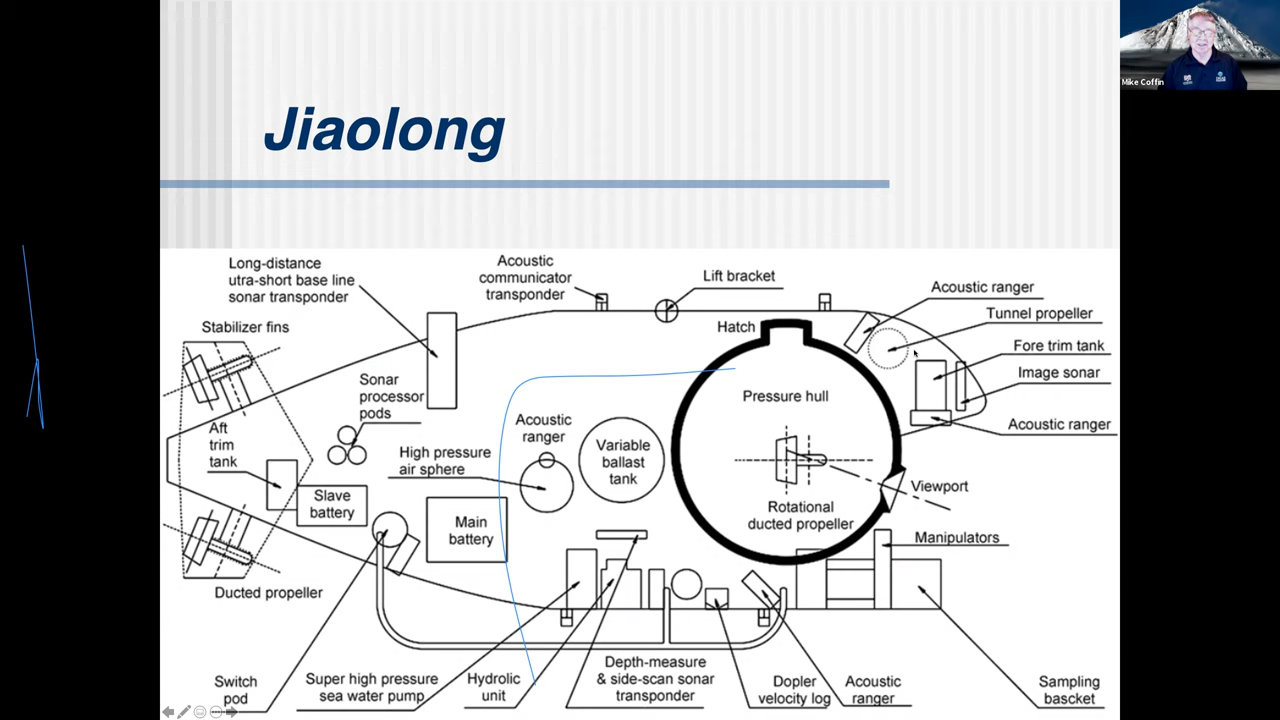 Mike Coffin
Jiaolong
Long-distance
utra-short base line
sonar transponder
Acoustic
communicator
transponder
Lift bracket
Acoustic ranger
Tunnel propeller
Stabilizer fins
Hatch
Fore trim tank
Image sonar
Sonar
processor
pods
Pressure hull
Acoustic ranger
Acoustic
ranger
Aft
trim
tank
High pressure
air sphere
Variable
ballast
tank
Viewport
Slave
battery
Main
battery
Rotational
ducted propeller
Manipulators
Ducted propeller
Switch
pod
Super high pressure
sea water pump
Hydrolic
unit
Depth-measure
& side-scan sonar
transponder
Dopler
velocity log
Acoustic
ranger
Sampling
bascket